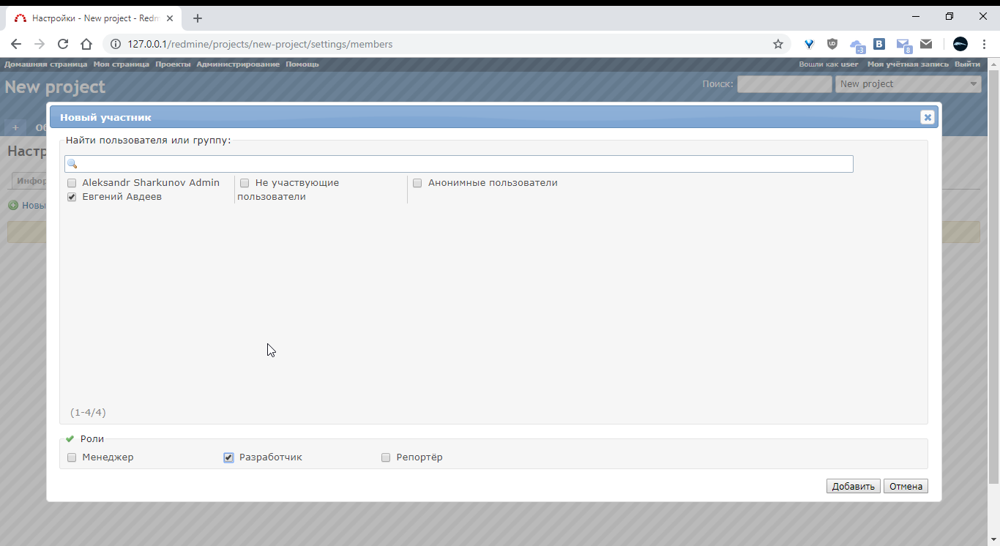 Настройки - New project - Redm
127.0.0.1/redmine/projects/new-project/settings/members
-3
8
Домашняя страница Моя страница Проекты Администрирование Помощь
Вошли как user Моя учётная запись Выйти
New project
Поиск:
New project
Новый участник
+ Об
Найти пользователя или группу:
Настр
Инфор
Aleksandr Sharkunov Admin
Евгений Авдеев
Не участвующие
пользователи
Анонимные пользователи
Новы
(1-4/4)
Роли
Менеджер
Разработчик
Репортёр
Добавить
Отмена